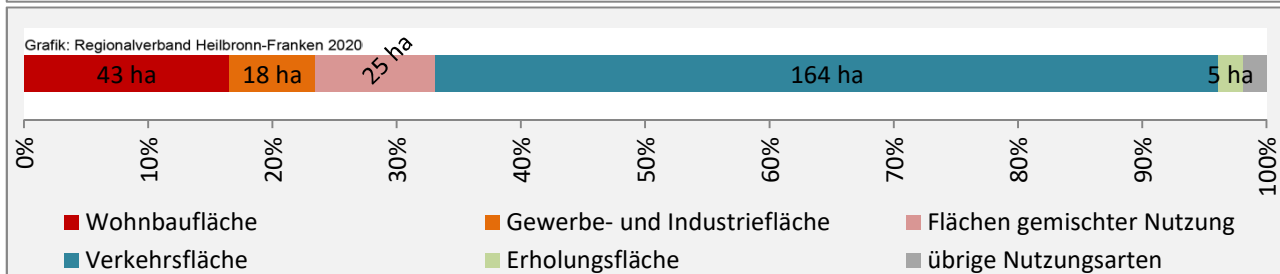 Grafik: Regionalverband Heilbronn-Franken 2020
43 ha 18 ha 25 ha 164 ha 5 ha
0% 10% 20% 30% 40% 50% 60% 70% 80% 90% 100%
Wohnbaufläche Gewerbe- und Industriefläche Flächen gemischter Nutzung
Verkehrsfläche Erholungsfläche übrige Nutzungsarten